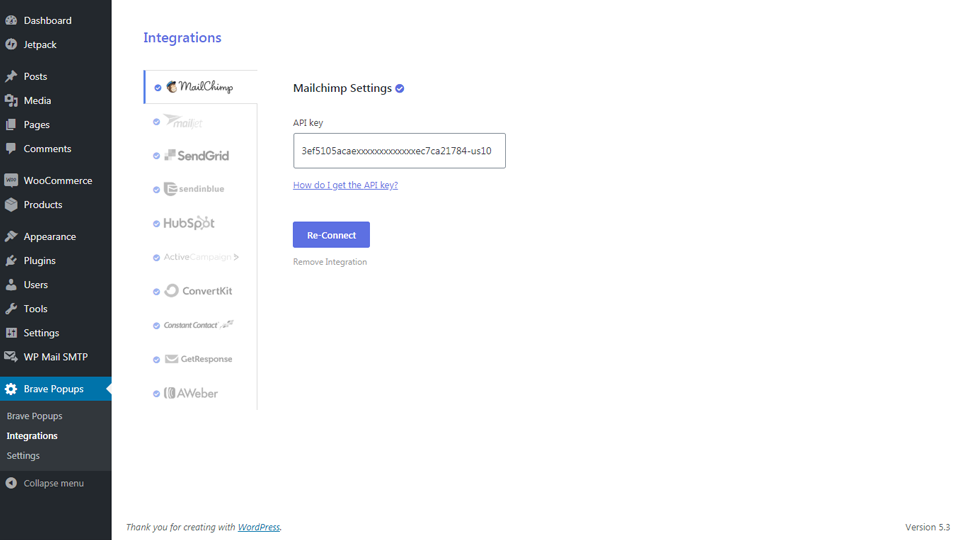 Dashboard
Jetpack
Posts
Media
Pages
Comments
WooCommerce
Products
Appearance
Plugins
Users
Tools
Settings
WP Mail SMTP
Brave Popups
Brave Popups
Integrations
Settings
Collapse menu
Integrations
MailChimp
mailjet
SendGrid
sendinblue
HubSpot
ActiveCampaign >
ConvertKit
Constant Contact
GetResponse
AWeber
Mailchimp Settings
API key
3ef5105acaexxxxxxxxxxxxxec7ca21784-us10
How do I get the API key?
Re-Connect
Remove Integration
Thank you for creating with WordPress.
Version 5.3